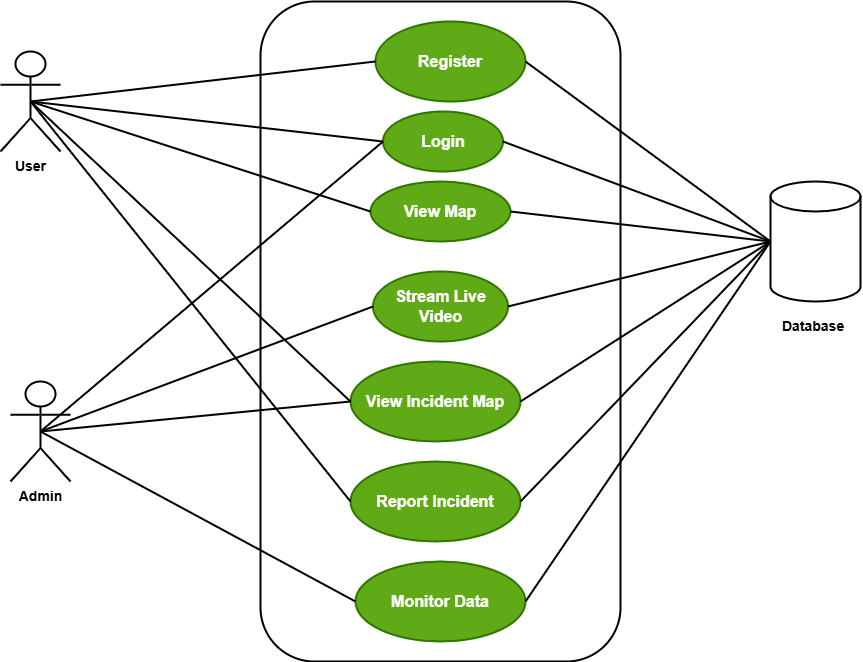 Register
Login
User
View Map
Stream Live
Video
Database
View Incident Map
Admin
Report Incident
Monitor Data